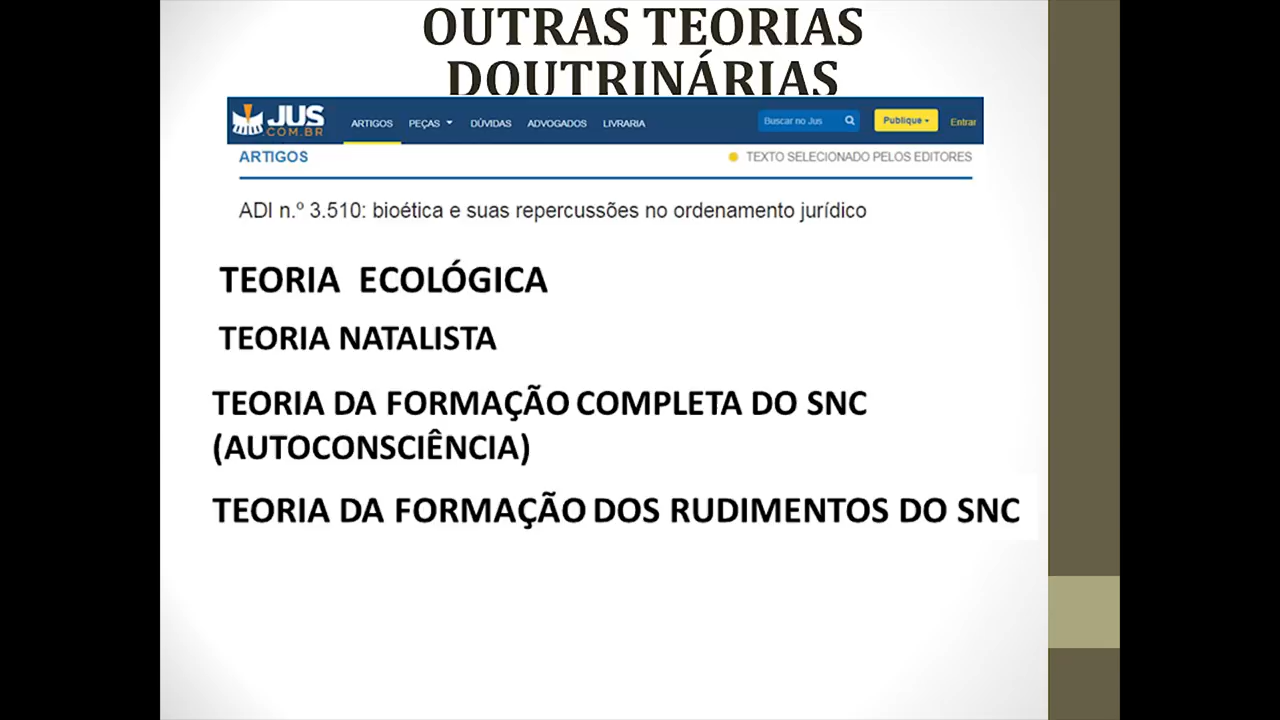 OUTRAS TEORIAS
DOUTRINÁRIAS
JUS
COM.BR
ARTIGOS PEÇAS DÚVIDAS ADVOGADOS LIVRARIA Buscar no Jus Publique Entrar
ARTIGOS TEXTO SELECIONADO PELOS EDITORES
ADI n.º 3.510: bioética e suas repercussões no ordenamento jurídico
TEORIA ECOLÓGICA
TEORIA NATALISTA
TEORIA DA FORMAÇÃO COMPLETA DO SNC
(AUTOCONSCIÊNCIA)
TEORIA DA FORMAÇÃO DOS RUDIMENTOS DO SNC